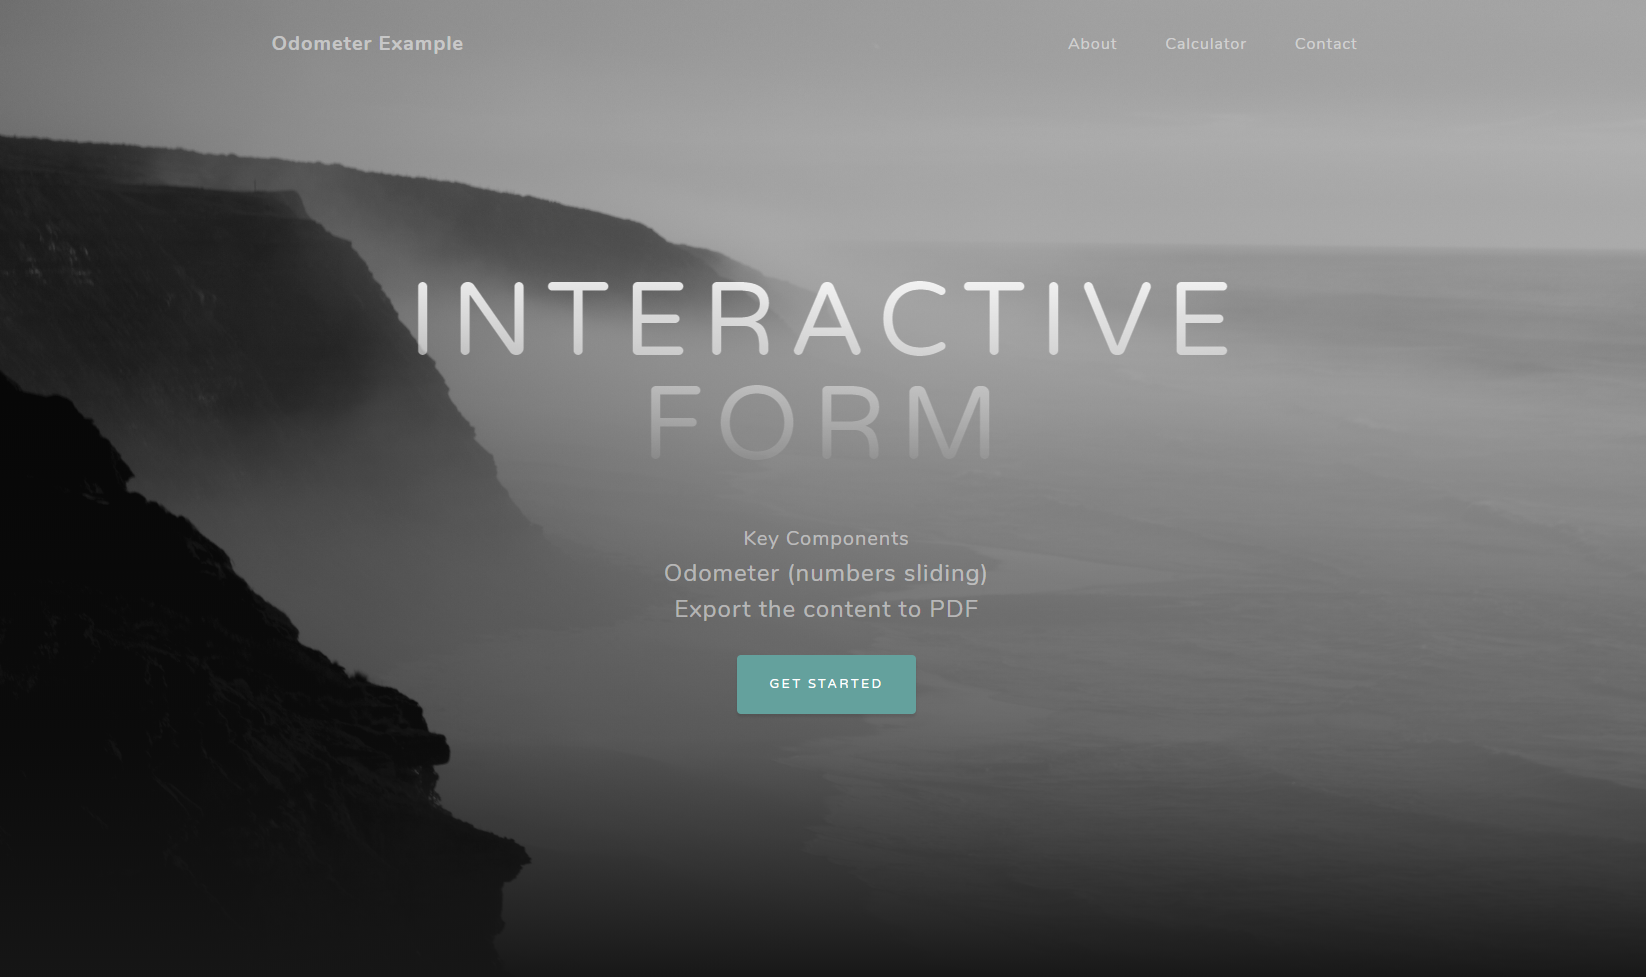 Odometer Example
About
Calculator
Contact
INTERACTIVE
FORM
Key Components
Odometer (numbers sliding)
Export the content to PDF
GET STARTED